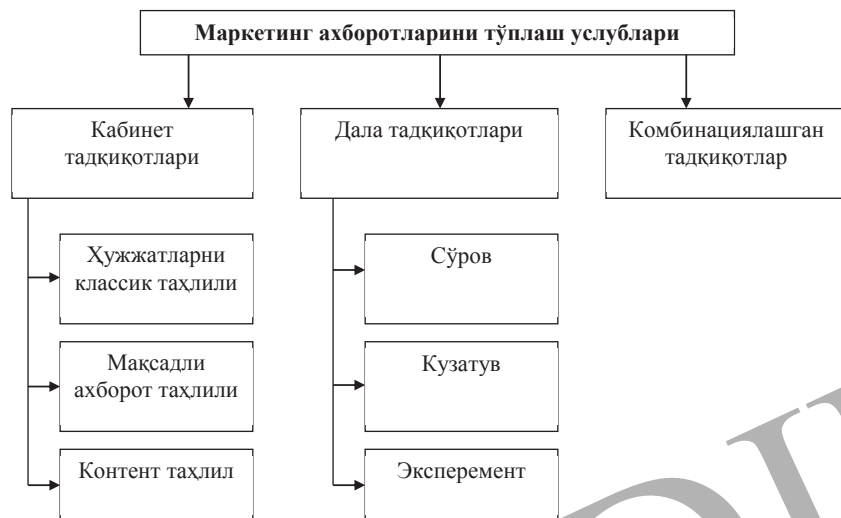 Маркетинг ахборотларини тўплаш услублари
Кабинет
тадқиқотлари
Дала тадқиқотлари
Комбинациялашган
тадқиқотлар
Ҳужжатларни
классик таҳлили
Мақсадли
ахборот таҳлили
Контент таҳлил
Сўров
Кузатув
Эксперемент